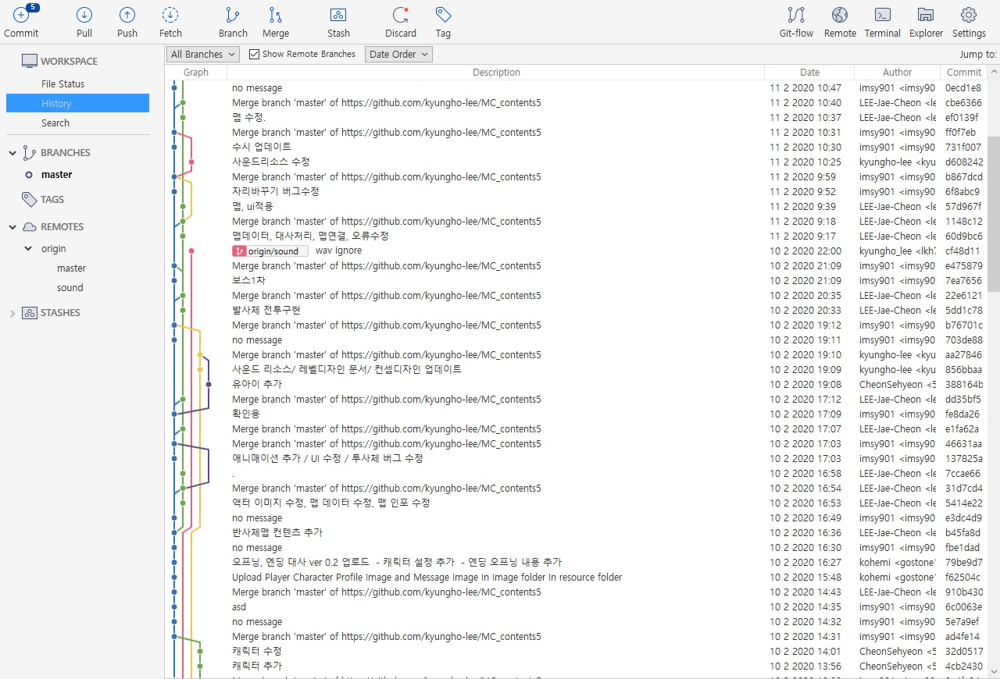 5
Commit Pull Push Fetch Branch Merge Stash Discard Tag Git-flow Remote Terminal Explorer Settings
All Branches Show Remote Branches Date Order Jump to:
WORKSPACE
File Status
History
Search
BRANCHES
master
TAGS
REMOTES
origin
master
sound
STASHES
Graph Description Date Author Commit
no message 11 2 2020 10:47 imsy901 <imsy90 0ecd1e8
Merge branch 'master' of https://github.com/kyungho-lee/MC_contents5 11 2 2020 10:40 LEE-Jae-Cheon <le cbe6366
맵 수정. 11 2 2020 10:37 LEE-Jae-Cheon <le ef0139f
Merge branch 'master' of https://github.com/kyungho-lee/MC_contents5 11 2 2020 10:31 imsy901 <imsy90 ff0f7eb
수시 업데이트 11 2 2020 10:30 imsy901 <imsy90 731f007
사운드리소스 수정 11 2 2020 10:25 kyungho-lee <kyu d608242
Merge branch 'master' of https://github.com/kyungho-lee/MC_contents5 11 2 2020 9:59 imsy901 <imsy90 b867dcd
자리바꾸기 버그수정 11 2 2020 9:52 imsy901 <imsy90 6f8abc9
맵, ui적용 11 2 2020 9:39 LEE-Jae-Cheon <le 57d967f
Merge branch 'master' of https://github.com/kyungho-lee/MC_contents5 11 2 2020 9:18 LEE-Jae-Cheon <le 1148c12
맵데이터, 대사처리, 맵연결, 오류수정 11 2 2020 9:17 LEE-Jae-Cheon <le 60d9bc6
origin/sound wav ignore 10 2 2020 22:00 kyungho_lee <lkh7 cf48d11
Merge branch 'master' of https://github.com/kyungho-lee/MC_contents5 10 2 2020 21:09 imsy901 <imsy90 e475879
보스1차 10 2 2020 21:09 imsy901 <imsy90 7ea7656
Merge branch 'master' of https://github.com/kyungho-lee/MC_contents5 10 2 2020 20:35 LEE-Jae-Cheon <le 22e6121
발사체 전투구현 10 2 2020 20:33 LEE-Jae-Cheon <le 5dd1c78
Merge branch 'master' of https://github.com/kyungho-lee/MC_contents5 10 2 2020 19:12 imsy901 <imsy90 b76701c
no message 10 2 2020 19:11 imsy901 <imsy90 703de88
Merge branch 'master' of https://github.com/kyungho-lee/MC_contents5 10 2 2020 19:10 kyungho-lee <kyu aa27846
사운드 리소스/ 레벨디자인 문서/ 컨셉디자인 업데이트 10 2 2020 19:09 kyungho-lee <kyu 856bbaa
유아이 추가 10 2 2020 19:08 CheonSehyeon <5 388164b
Merge branch 'master' of https://github.com/kyungho-lee/MC_contents5 10 2 2020 17:12 LEE-Jae-Cheon <le dd35bf5
확인용 10 2 2020 17:09 imsy901 <imsy90 fe8da26
Merge branch 'master' of https://github.com/kyungho-lee/MC_contents5 10 2 2020 17:07 LEE-Jae-Cheon <le e1fa62a
Merge branch 'master' of https://github.com/kyungho-lee/MC_contents5 10 2 2020 17:03 imsy901 <imsy90 46631aa
애니매이션 추가 / UI 수정 / 투사체 버그 수정 10 2 2020 17:03 imsy901 <imsy90 137825a
. 10 2 2020 16:58 LEE-Jae-Cheon <le 7ccae66
Merge branch 'master' of https://github.com/kyungho-lee/MC_contents5 10 2 2020 16:54 LEE-Jae-Cheon <le 31d7cd4
액터 이미지 수정, 맵 데이터 수정, 맵 인포 수정 10 2 2020 16:53 LEE-Jae-Cheon <le 5414e22
no message 10 2 2020 16:49 imsy901 <imsy90 e3dc4d9
반사체맵 컨텐츠 추가 10 2 2020 16:36 LEE-Jae-Cheon <le b45fa8d
no message 10 2 2020 16:30 imsy901 <imsy90 fbe1dad
오프닝, 엔딩 대사 ver 0.2 업로드 - 캐릭터 설정 추가 - 엔딩 오프닝 내용 추가 10 2 2020 16:27 kohemi <gostone1 79be9d7
Upload Player Character Profile Image and Message Image In Image folder In resource folder 10 2 2020 15:48 kohemi <gostone1 f62504c
Merge branch 'master' of https://github.com/kyungho-lee/MC_contents5 10 2 2020 14:43 LEE-Jae-Cheon <le 910b430
asd 10 2 2020 14:35 imsy901 <imsy90 6c0063e
no message 10 2 2020 14:32 imsy901 <imsy90 5e7a9ef
Merge branch 'master' of https://github.com/kyungho-lee/MC_contents5 10 2 2020 14:31 imsy901 <imsy90 ad4fe14
캐릭터 수정 10 2 2020 14:01 CheonSehyeon <5 32d0517
캐릭터 추가 10 2 2020 13:56 CheonSehyeon <5 4cb2430